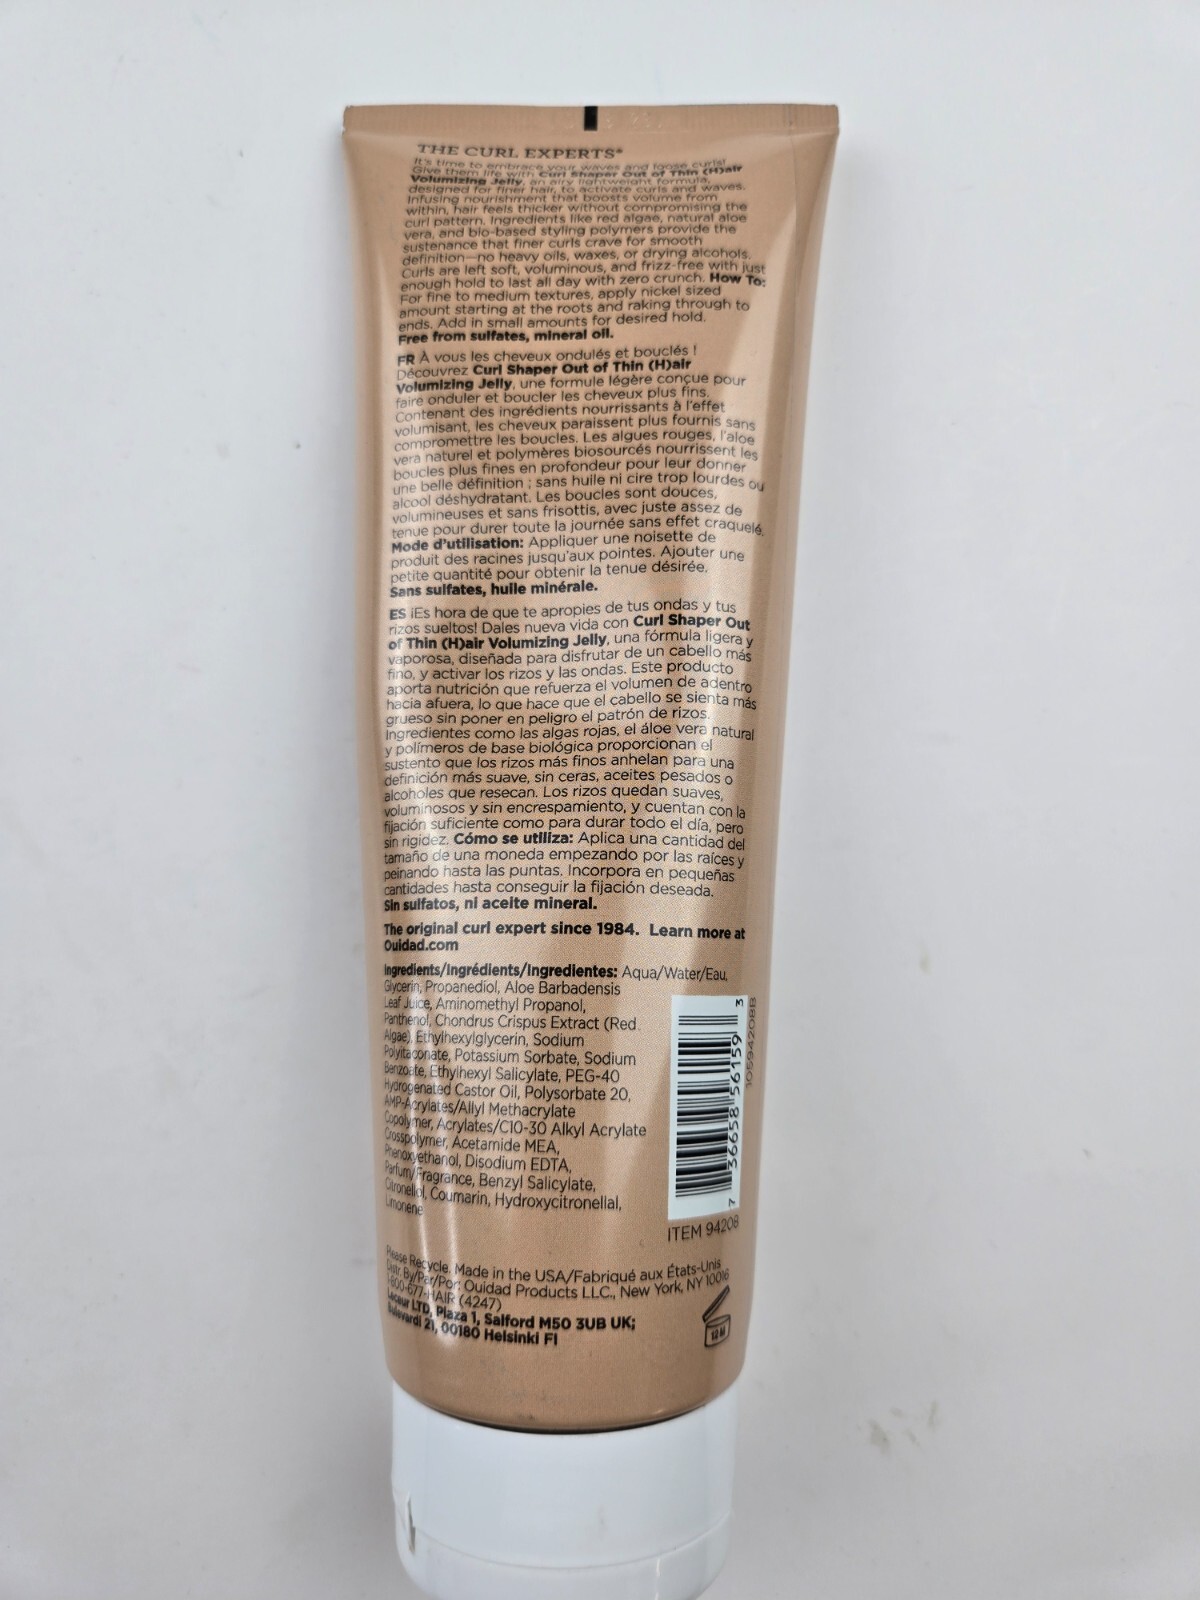 THE CURL EXPERTS®
It's time to embrace your waves and loose curls!
Give them life with Curl Shaper Out of Thin (H)air
Volumizing Jelly, an airy lightweight formula,
designed for finer hair, to activate curls and waves.
Infusing nourishment that boosts volume from
within, hair feels thicker without compromising the
curl pattern. Ingredients like red algae, natural aloe
vera, and bio-based styling polymers provide the
sustenance that finer curls crave for smooth
definition—no heavy oils, waxes, or drying alcohols.
Curls are left soft, voluminous, and frizz-free with just
enough hold to last all day with zero crunch. How To:
For fine to medium textures, apply nickel sized
amount starting at the roots and raking through to
ends. Add in small amounts for desired hold.
Free from sulfates, mineral oil.
FR À vous les cheveux ondulés et bouclés !
Découvrez Curl Shaper Out of Thin (H)air
Volumizing Jelly, une formule légère conçue pour
faire onduler et boucler les cheveux plus fins.
Contenant des ingrédients nourrissants à l'effet
volumisant, les cheveux paraissent plus fournis sans
compromettre les boucles. Les algues rouges, l'aloe
vera naturel et polymères biosourcés nourrissent les
boucles plus fines en profondeur pour leur donner
une belle définition ; sans huile ni cire trop lourdes ou
alcool déshydratant. Les boucles sont douces,
volumineuses et sans frisottis, avec juste assez de
tenue pour durer toute la journée sans effet craquelé.
Mode d'utilisation: Appliquer une noisette de
produit des racines jusqu'aux pointes. Ajouter une
petite quantité pour obtenir la tenue désirée.
Sans sulfates, huile minérale.
ES ¡Es hora de que te apropies de tus ondas y tus
rizos sueltos! Dales nueva vida con Curl Shaper Out
of Thin (H)air Volumizing Jelly, una fórmula ligera y
vaporosa, diseñada para disfrutar de un cabello más
fino, y activar los rizos y las ondas. Este producto
aporta nutrición que refuerza el volumen de adentro
hacia afuera, lo que hace que el cabello se sienta más
grueso sin poner en peligro el patrón de rizos.
Ingredientes como las algas rojas, el áloe vera natural
y polímeros de base biológica proporcionan el
sustento que los rizos más finos anhelan para una
definición más suave, sin ceras, aceites pesados o
alcoholes que resecan. Los rizos quedan suaves,
voluminosos y sin encrespamiento, y cuentan con la
fijación suficiente como para durar todo el día, pero
sin rigidez. Cómo se utiliza: Aplica una cantidad del
tamaño de una moneda empezando por las raíces y
peinando hasta las puntas. Incorpora en pequeñas
cantidades hasta conseguir la fijación deseada.
Sin sulfatos, ni aceite mineral.
The original curl expert since 1984. Learn more at
Ouidad.com
Ingredients/Ingrédients/Ingredientes: Aqua/Water/Eau,
Glycerin, Propanediol, Aloe Barbadensis
Leaf Juice, Aminomethyl Propanol,
Panthenol, Chondrus Crispus Extract (Red
Algae), Ethylhexylglycerin, Sodium
Polyitaconate, Potassium Sorbate, Sodium
Benzoate, Ethylhexyl Salicylate, PEG-40
Hydrogenated Castor Oil, Polysorbate 20,
AMP-Acrylates/Allyl Methacrylate
Copolymer, Acrylates/C10-30 Alkyl Acrylate
Crosspolymer, Acetamide MEA,
Phenoxyethanol, Disodium EDTA,
Parfum/Fragrance, Benzyl Salicylate,
Citronellol, Coumarin, Hydroxycitronellal,
Limonene
7 36658 56159 3
10594208B
ITEM 94208
Please Recycle. Made in the USA/Fabriqué aux États-Unis
Distr. By/Par/Por: Ouidad Products LLC., New York, NY 10016
1-800-677-HAIR (4247)
LTD, Plaza 1, Salford M50 3UB UK;
Bulevardi 21, 00180 Helsinki FI
12 M